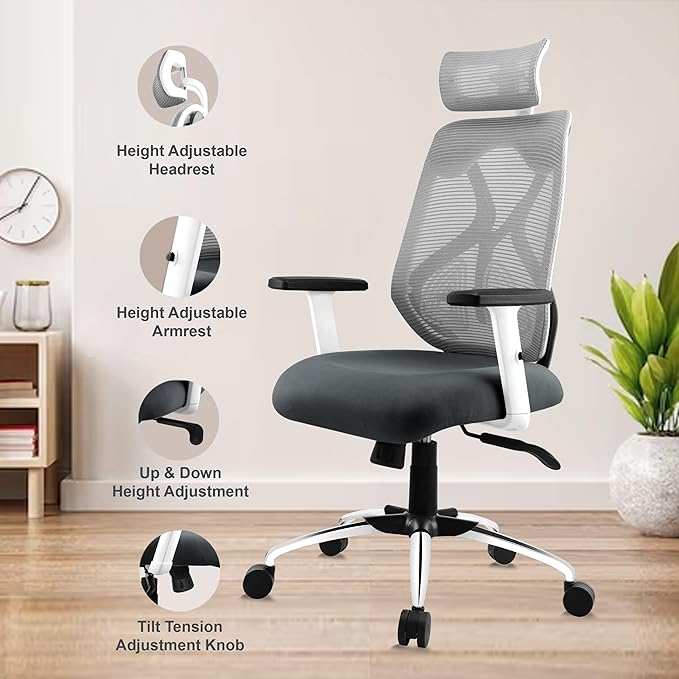 Height Adjustable
Headrest
Height Adjustable
Armrest
Up & Down
Height Adjustment
Tilt Tension
Adjustment Knob